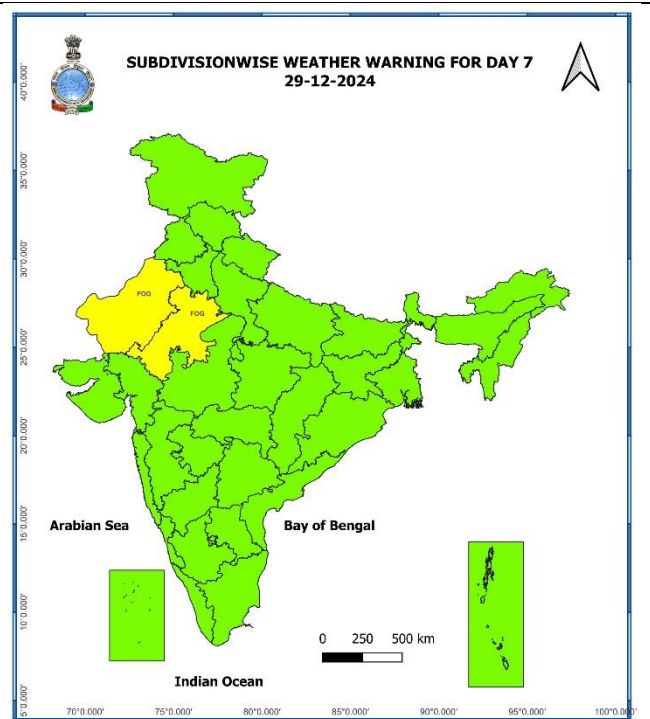 SUBDIVISIONWISE WEATHER WARNING FOR DAY 7
29-12-2024
40°0.000'
35°0.000'
30°0.000'
25°0.000'
20°0.000'
15°0.000'
10°0.000'
5°0.000'
FOG
FOG
Arabian Sea
Bay of Bengal
0 250 500 km
Indian Ocean
70°0.000' 75°0.000' 80°0.000' 85°0.000' 90°0.000' 95°0.000' 100°0.000'